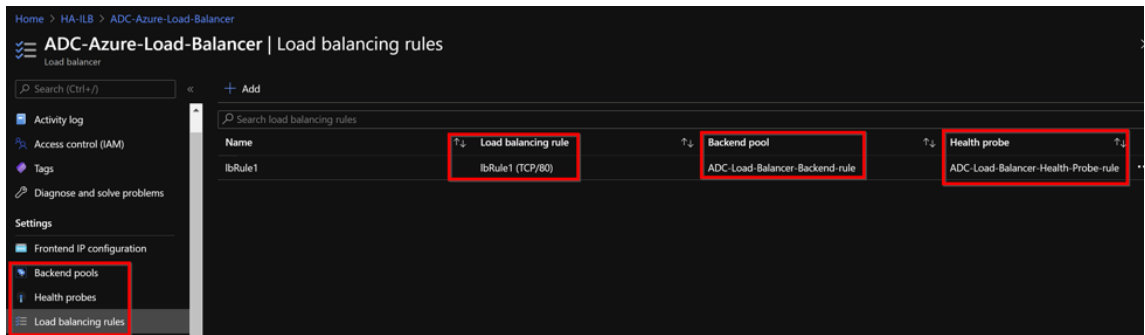 Home > HA-ILB > ADC-Azure-Load-Balancer
ADC-Azure-Load-Balancer | Load balancing rules
Load balancer
Search (Ctrl+/)
«
Activity log
Access control (IAM)
Tags
Diagnose and solve problems
Settings
Frontend IP configuration
Backend pools
Health probes
Load balancing rules
+ Add
Search load balancing rules
Name ↑↓ Load balancing rule ↑↓ Backend pool ↑↓ Health probe ↑↓
lbRule1 lbRule1 (TCP/80) ADC-Load-Balancer-Backend-rule ADC-Load-Balancer-Health-Probe-rule